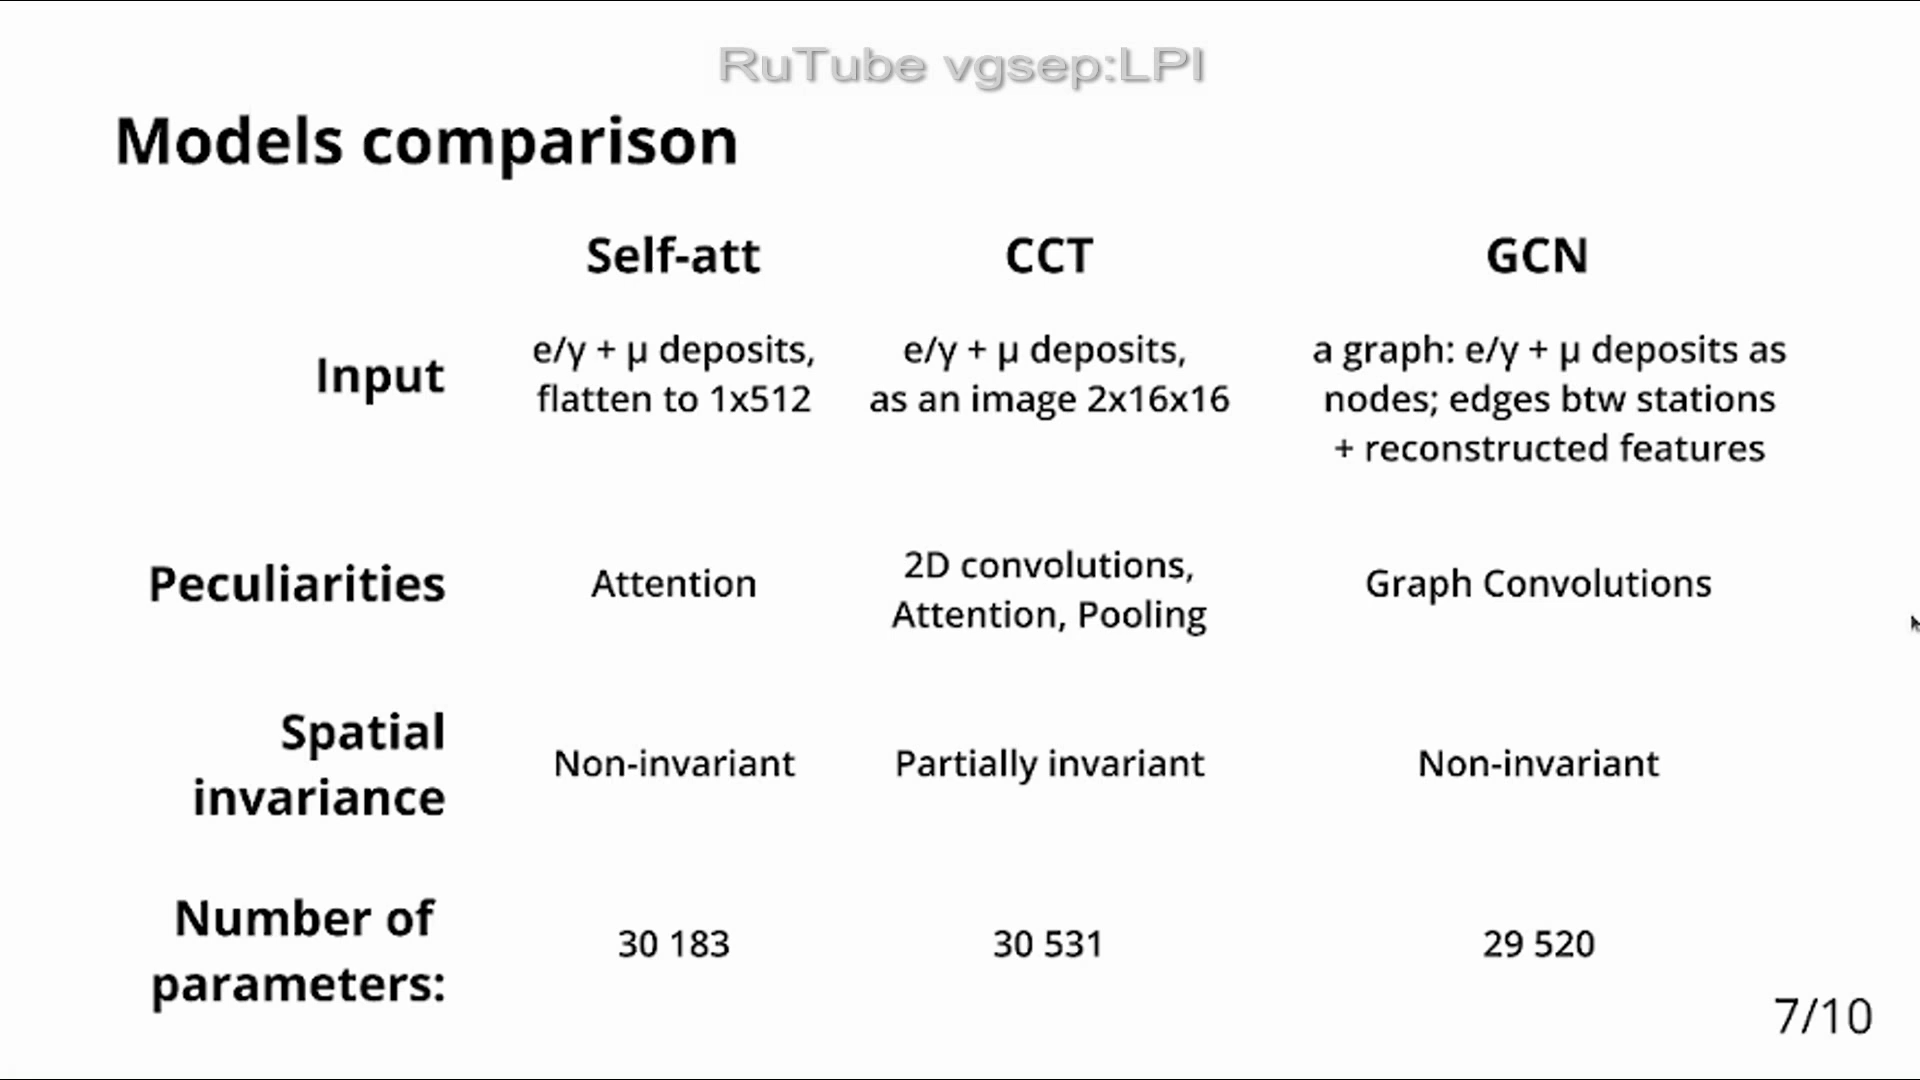 RuTube vgsep:LPI
Models comparison
Self-att
CCT
GCN
Input
e/γ + μ deposits,
flatten to 1x512
e/γ + μ deposits,
as an image 2x16x16
a graph: e/γ + μ deposits as
nodes; edges btw stations
+ reconstructed features
Peculiarities
Attention
2D convolutions,
Attention, Pooling
Graph Convolutions
Spatial
invariance
Non-invariant
Partially invariant
Non-invariant
Number of
parameters:
30 183
30 531
29 520
7/10